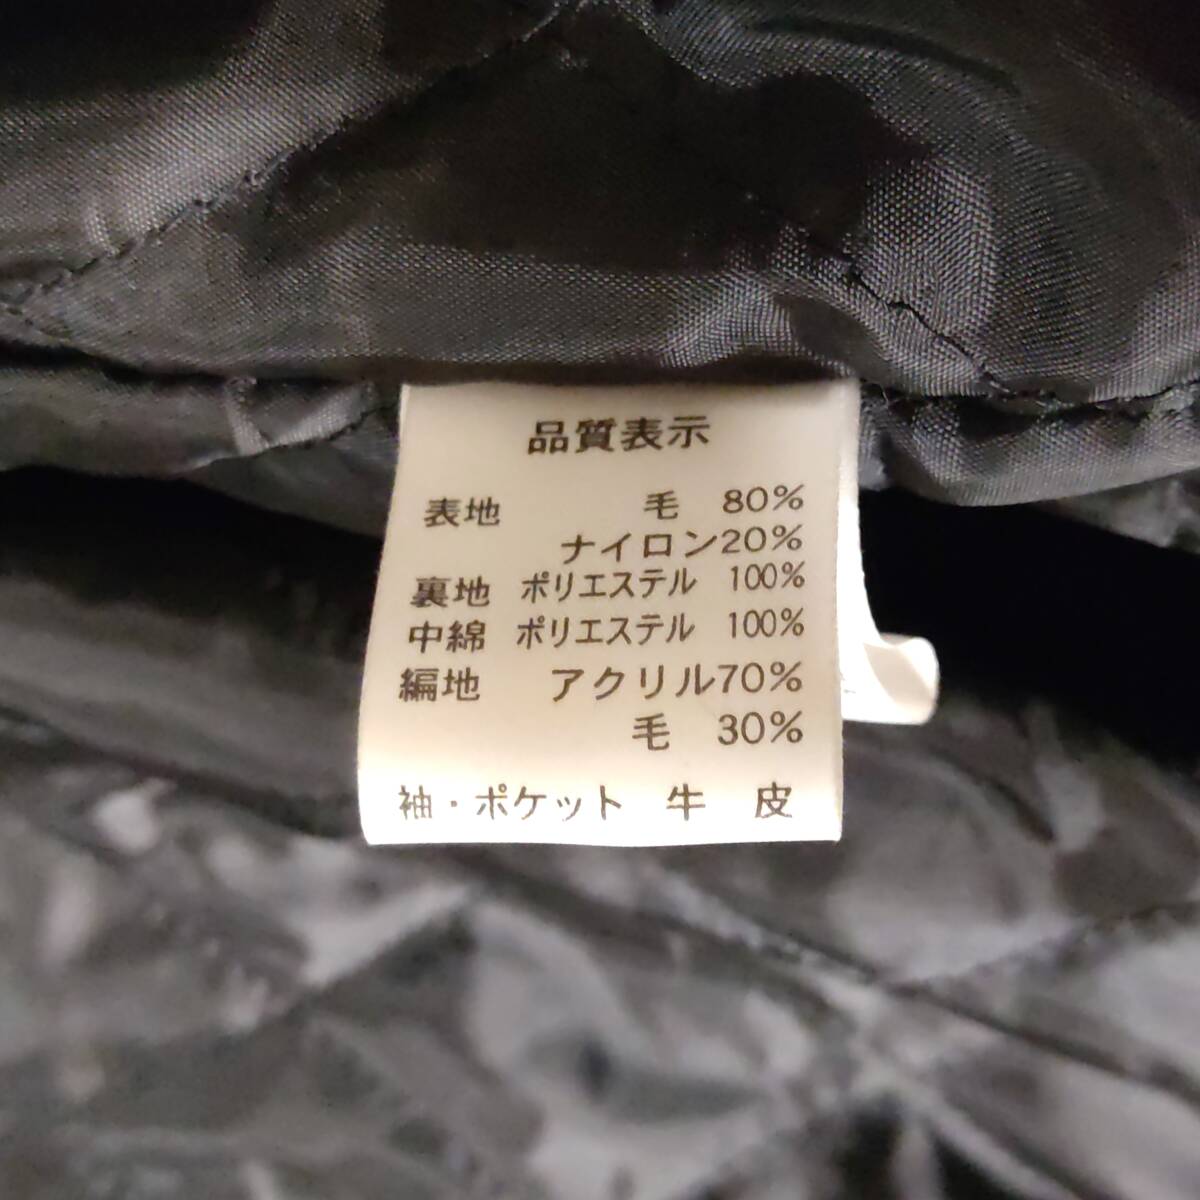 品質表示
表地 毛 80%
ナイロン20%
裏地 ポリエステル 100%
中綿 ポリエステル 100%
編地 アクリル70%
毛 30%
袖・ポケット 牛 皮